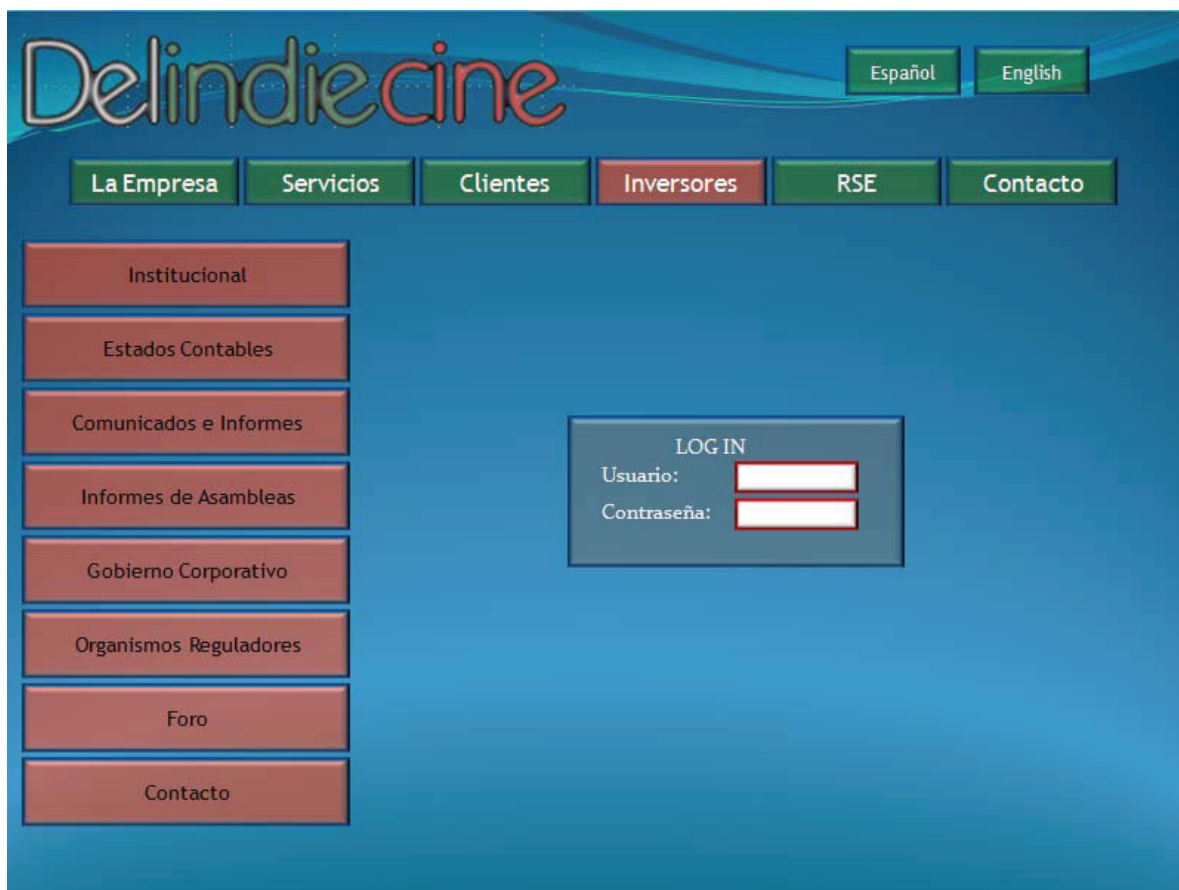 Delindiecine
Español English
La Empresa Servicios Clientes Inversores RSE Contacto
Institucional
Estados Contables
Comunicados e Informes
Informes de Asambleas
Gobierno Corporativo
Organismos Reguladores
Foro
Contacto
LOG IN
Usuario:
Contraseña: